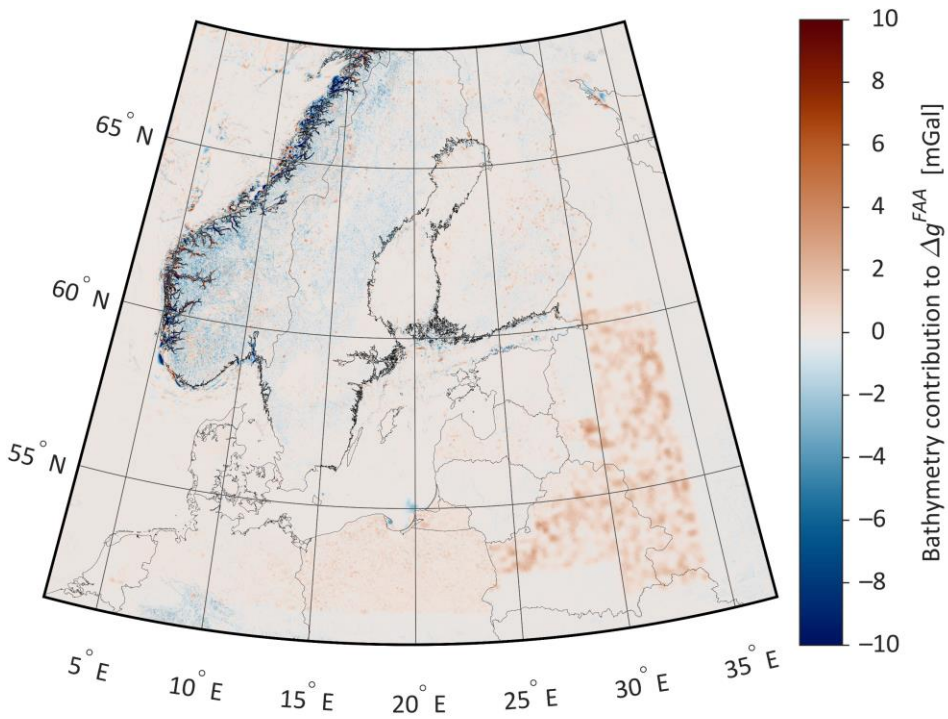 65° N
60° N
55° N
5° E
10° E
15° E
20° E
25° E
30° E
35° E
10
8
6
4
2
0
−2
−4
−6
−8
−10
Bathymetry contribution to Δg^FAA [mGal]